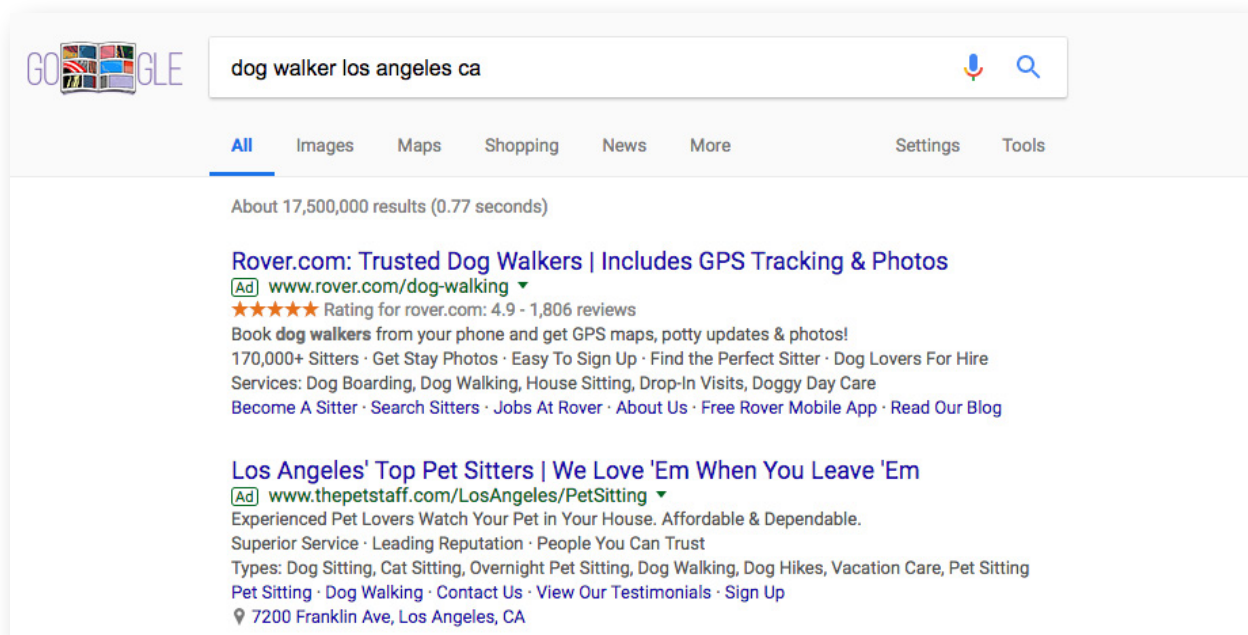 GO GLE
dog walker los angeles ca
All Images Maps Shopping News More Settings Tools
About 17,500,000 results (0.77 seconds)
Rover.com: Trusted Dog Walkers | Includes GPS Tracking & Photos
Ad www.rover.com/dog-walking
Rating for rover.com: 4.9 - 1,806 reviews
Book dog walkers from your phone and get GPS maps, potty updates & photos!
170,000+ Sitters · Get Stay Photos · Easy To Sign Up · Find the Perfect Sitter · Dog Lovers For Hire
Services: Dog Boarding, Dog Walking, House Sitting, Drop-In Visits, Doggy Day Care
Become A Sitter · Search Sitters · Jobs At Rover · About Us · Free Rover Mobile App · Read Our Blog
Los Angeles' Top Pet Sitters | We Love 'Em When You Leave 'Em
Ad www.thepetstaff.com/LosAngeles/PetSitting
Experienced Pet Lovers Watch Your Pet in Your House. Affordable & Dependable.
Superior Service · Leading Reputation · People You Can Trust
Types: Dog Sitting, Cat Sitting, Overnight Pet Sitting, Dog Walking, Dog Hikes, Vacation Care, Pet Sitting
Pet Sitting · Dog Walking · Contact Us · View Our Testimonials · Sign Up
7200 Franklin Ave, Los Angeles, CA